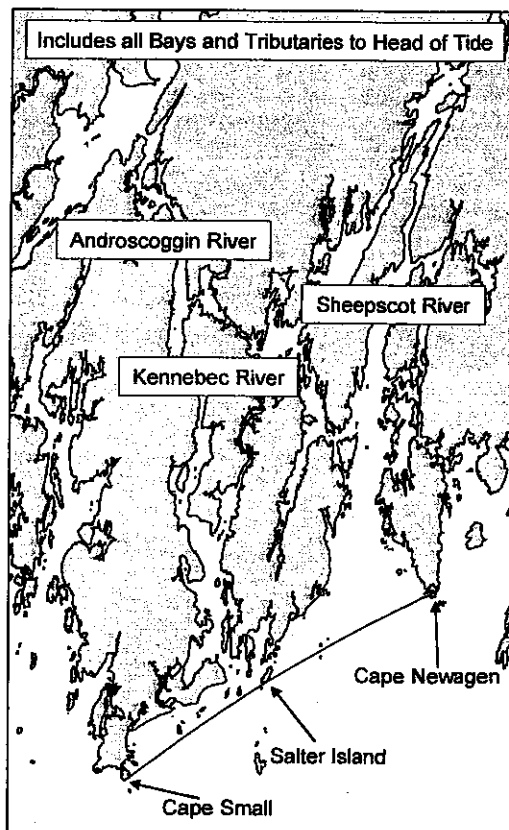 Includes all Bays and Tributaries to Head of Tide
Androscoggin River
Sheepscot River
Kennebec River
Cape Newagen
Salter Island
Cape Small